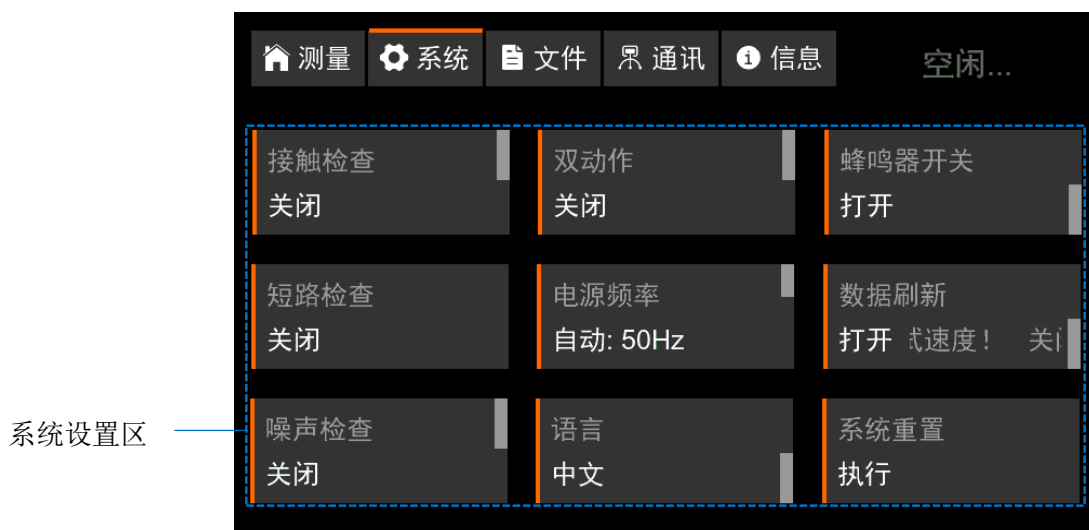 测量 系统 文件 通讯 信息 空闲...
接触检查 双动作 蜂鸣器开关
关闭 关闭 打开
短路检查 电源频率 数据刷新
关闭 自动: 50Hz 打开 速度！ 关
系统设置区
噪声检查 语言 系统重置
关闭 中文 执行